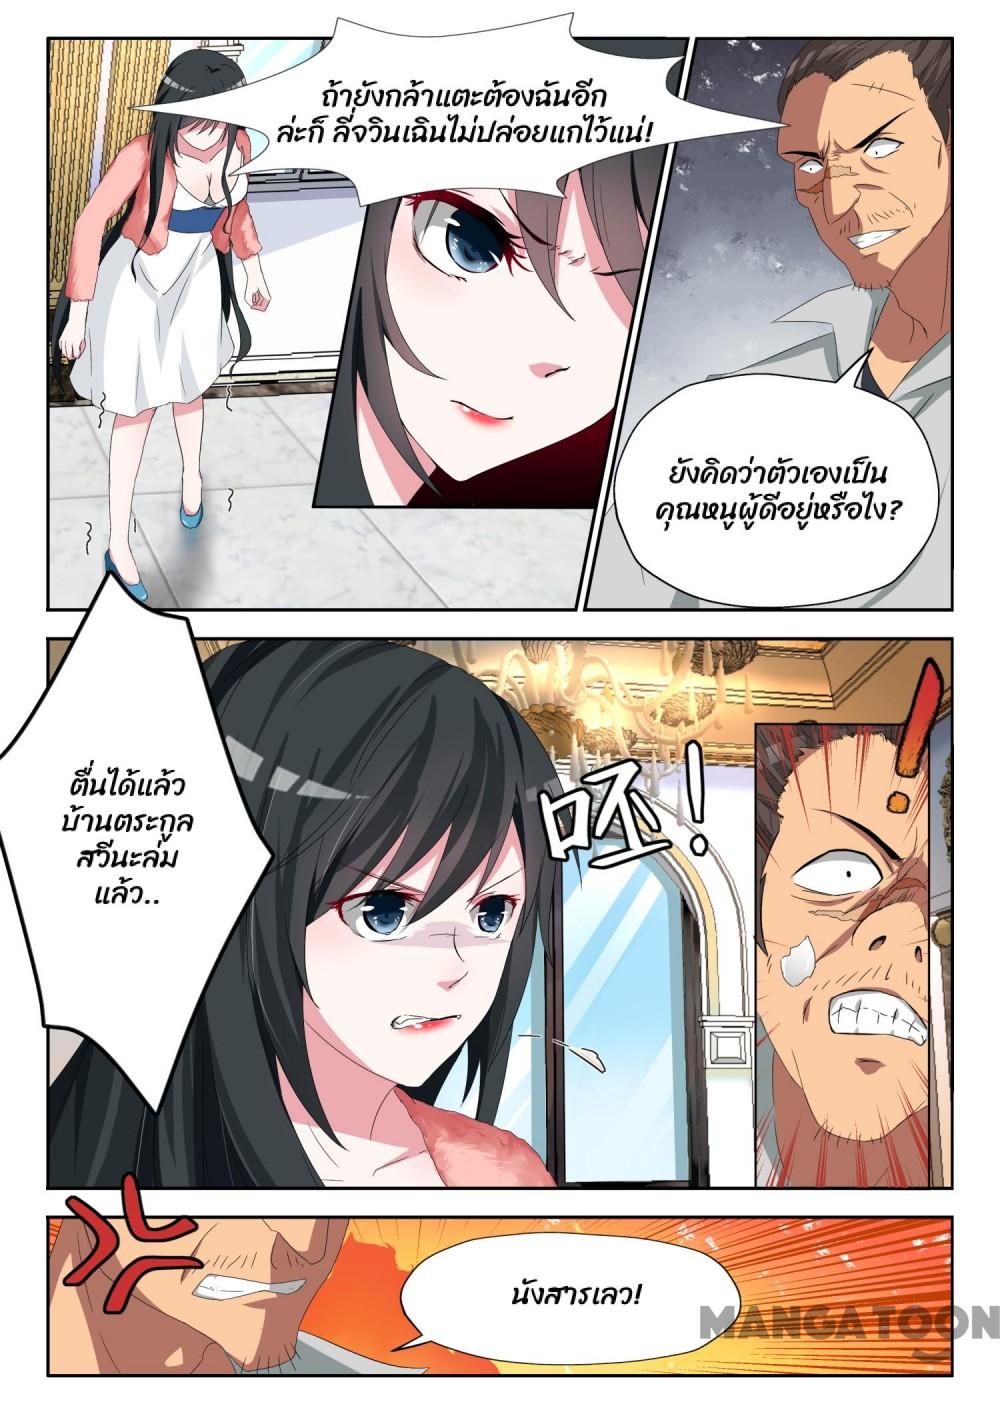 ถ้ายังกล้าแตะต้องฉันอีก
ล่ะก็ ลี่จวินเฉินไม่ปล่อยแกไว้แน่!
ยังคิดว่าตัวเองเป็น
คุณหนูผู้ดีอยู่หรือไง?
ตื่นได้แล้ว
บ้านตระกูล
สวีนะล่ม
แล้ว..
呸!
!
นังสารเลว!
MANGATOON